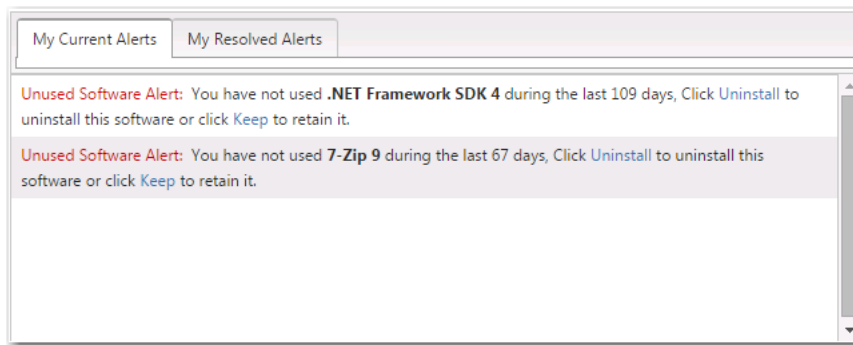 My Current Alerts
My Resolved Alerts
Unused Software Alert: You have not used .NET Framework SDK 4 during the last 109 days, Click Uninstall to
uninstall this software or click Keep to retain it.
Unused Software Alert: You have not used 7-Zip 9 during the last 67 days, Click Uninstall to uninstall this
software or click Keep to retain it.